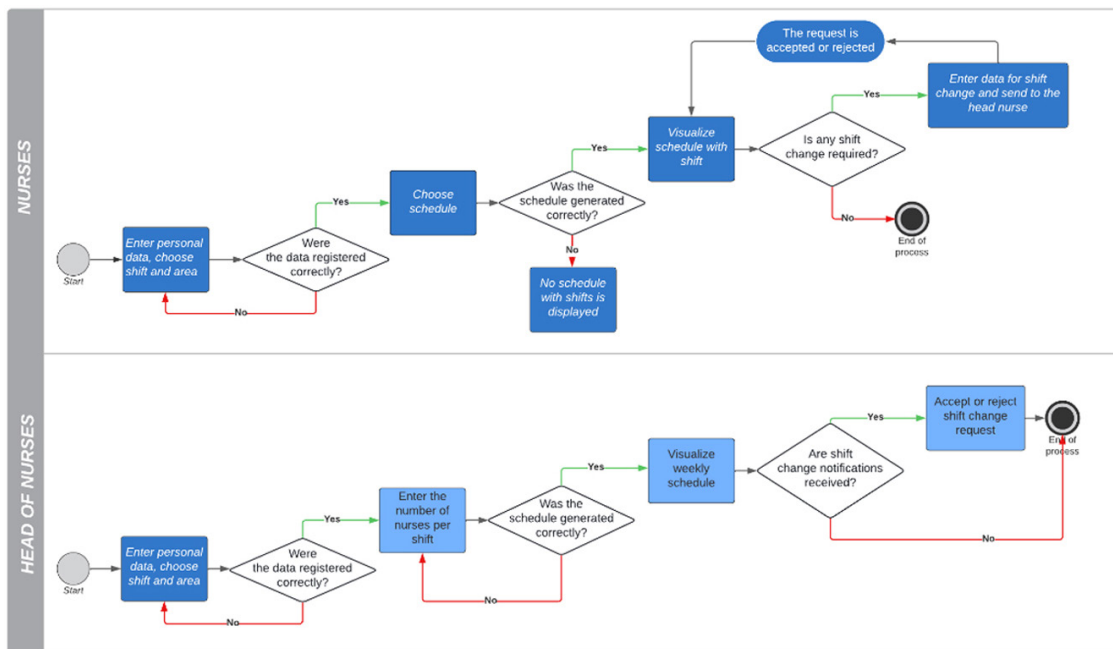 NURSES
The request is
accepted or rejected
Enter data for shift
change and send to the
head nurse
Yes
Visualize
schedule with
shift
Is any shift
change required?
Yes
Choose
schedule
Was the
schedule generated
correctly?
Yes
No
End of
process
Enter personal
data, choose
shift and area
Were
the data registered
correctly?
Start
No
No
No schedule
with shifts is
displayed
HEAD OF NURSES
Accept or reject
shift change
request
Yes
End of
process
Visualize
weekly
schedule
Are shift
change notifications
received?
Yes
Enter the
number of
nurses per
shift
Was the
schedule generated
correctly?
Yes
No
Enter personal
data, choose
shift and area
Were
the data registered
correctly?
Start
No
No